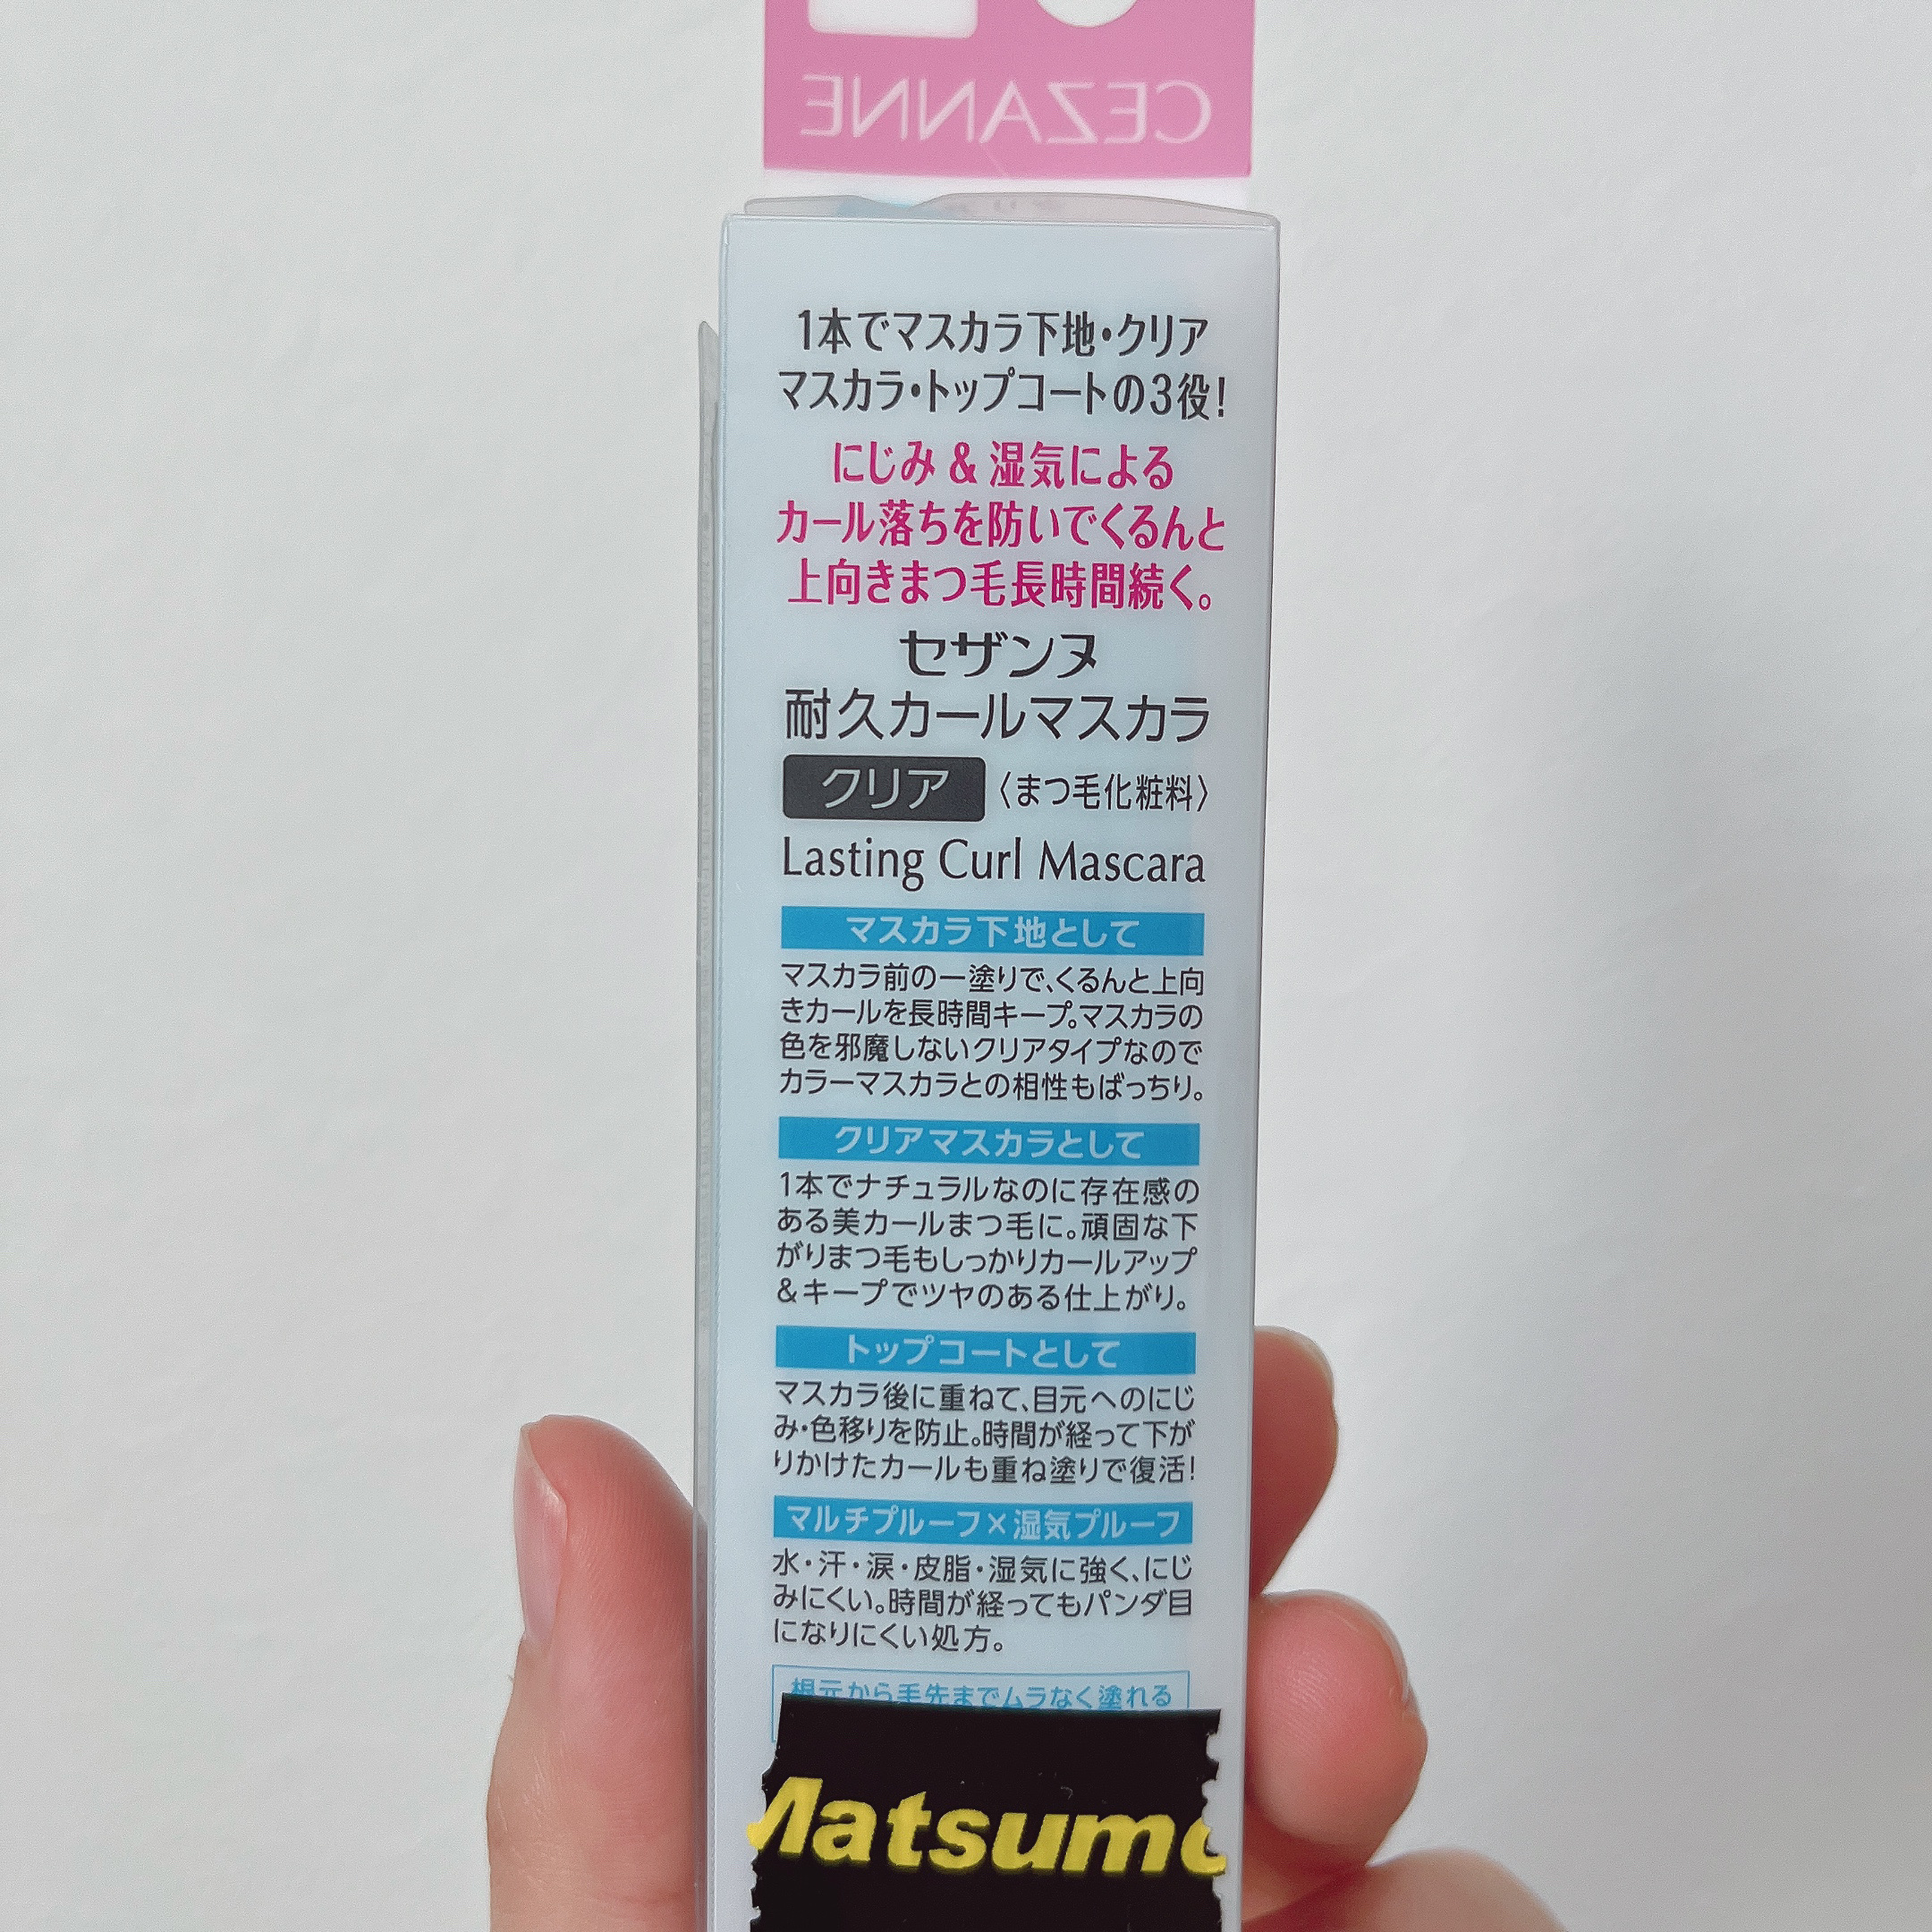 CEZANNE
1本でマスカラ下地・クリア
マスカラ・トップコートの3役!
にじみ & 湿気による
カール落ちを防いでくるんと
上向きまつ毛長時間続く。
セザンヌ
耐久カールマスカラ
クリア 〈まつ毛化粧料〉
Lasting Curl Mascara
マスカラ下地として
マスカラ前の一塗りで、くるんと上向
きカールを長時間キープ。マスカラの
色を邪魔しないクリアタイプなので
カラーマスカラとの相性もばっちり。
クリアマスカラとして
1本でナチュラルなのに存在感の
ある美カールまつ毛に。頑固な下
がりまつ毛もしっかりカールアップ
&キープでツヤのある仕上がり。
トップコートとして
マスカラ後に重ねて、目元へのにじ
み・色移りを防止。時間が経って下が
りかけたカールも重ね塗りで復活!
マルチプルーフ×湿気プルーフ
水・汗・涙・皮脂・湿気に強く、にじ
みにくい。時間が経ってもパンダ目
になりにくい処方。
根元から毛先までムラなく塗れる
Matsumo